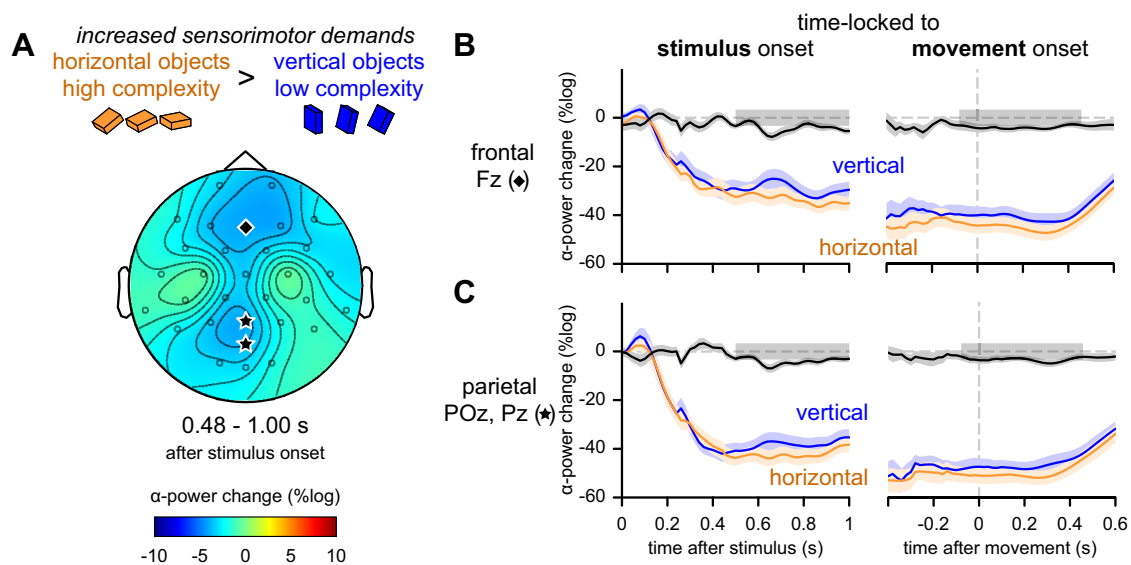 A
increased sensorimotor demands
horizontal objects > vertical objects
high complexity low complexity
0.48 - 1.00 s
after stimulus onset
α-power change (%log)
-10 -5 0 5 10
time-locked to
stimulus onset movement onset
B
frontal
Fz (◆)
α-power chagne (%log)
0
-20
-40
-60
vertical
horizontal
C
parietal
POz, Pz (★)
α-power change (%log)
0
-20
-40
-60
vertical
horizontal
0 0.2 0.4 0.6 0.8 1 -0.2 0 0.2 0.4 0.6
time after stimulus (s) time after movement (s)